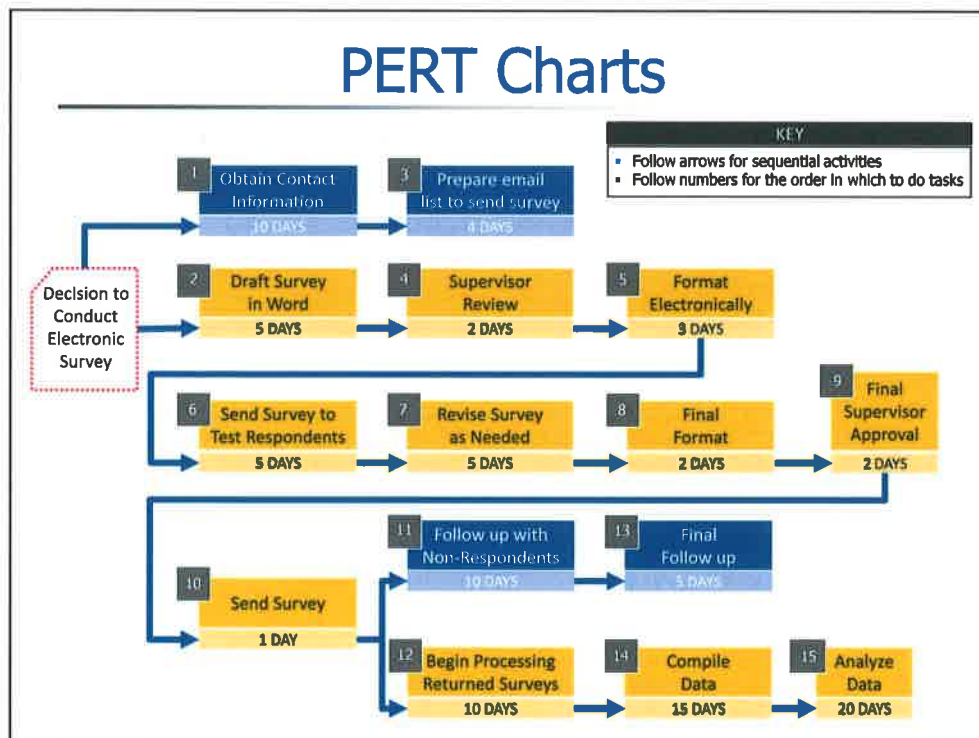 PERT Charts
KEY
▪ Follow arrows for sequential activities
▪ Follow numbers for the order in which to do tasks
1
Obtain Contact
Information
10 DAYS
3
Prepare email
list to send survey
4 DAYS
Decision to
Conduct
Electronic
Survey
2
Draft Survey
in Word
5 DAYS
4
Supervisor
Review
2 DAYS
5
Format
Electronically
3 DAYS
6
Send Survey to
Test Respondents
5 DAYS
7
Revise Survey
as Needed
5 DAYS
8
Final
Format
2 DAYS
9
Final
Supervisor
Approval
2 DAYS
10
Send Survey
1 DAY
11
Follow up with
Non-Respondents
10 DAYS
13
Final
Follow up
5 DAYS
12
Begin Processing
Returned Surveys
10 DAYS
14
Compile
Data
15 DAYS
15
Analyze
Data
20 DAYS